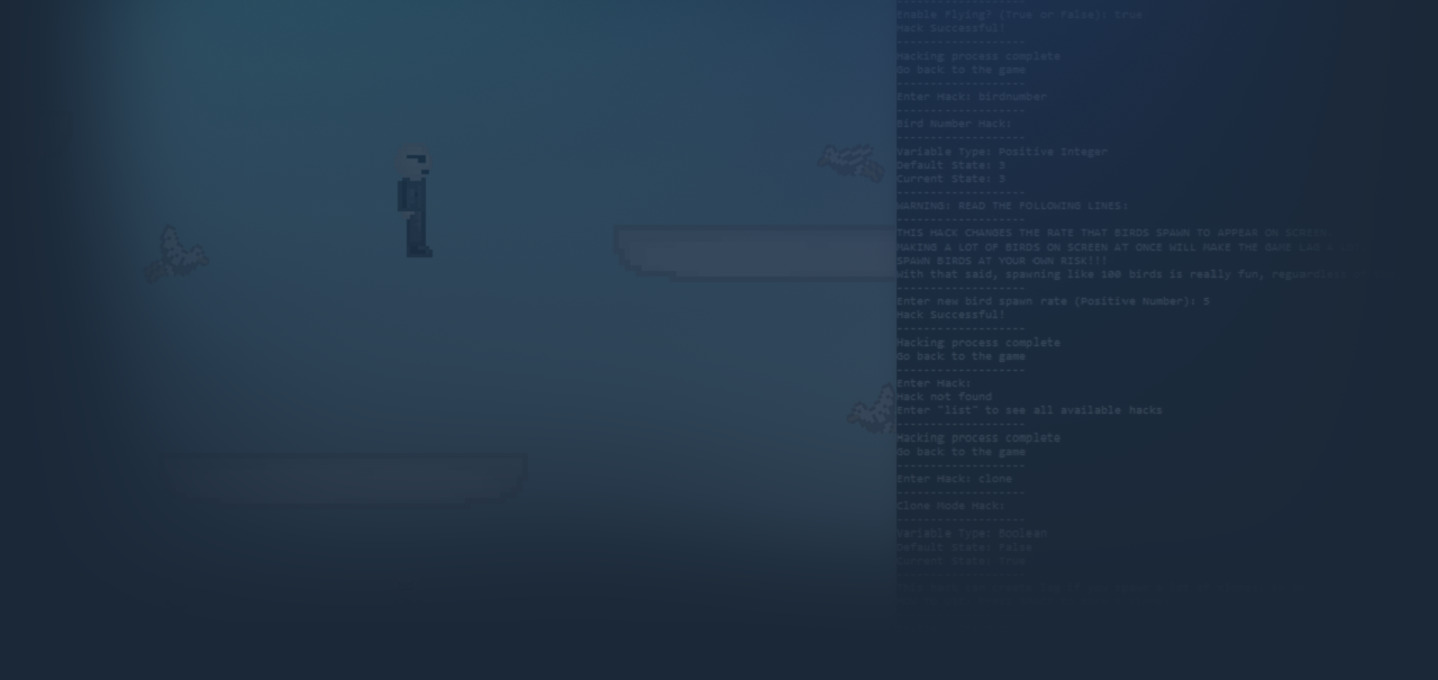 --------------------
Enable flying? (True or False): true
Hack Successful!
--------------------
Hacking process complete
Go back to the game
--------------------
Enter Hack: birdnumber
--------------------
Bird Number Hack:
--------------------
Variable Type: Positive Integer
Default State: 3
Current State: 3
--------------------
WARNING: READ THE FOLLOWING LINES:
--------------------
THIS HACK CHANGES THE RATE THAT BIRDS SPAWN TO APPEAR ON SCREEN
MAKING A LOT OF BIRDS ON SCREEN AT ONCE WILL MAKE THE GAME LAG A
SPAWN BIRDS AT YOUR OWN RISK!!!
With that said, spawning like 100 birds is really fun, reguardless
--------------------
Enter new bird spawn rate (Positive Number): 5
Hack Successful!
--------------------
Hacking process complete
Go back to the game
--------------------
Enter Hack:
Hack not found
Enter "list" to see all available hacks
--------------------
Hacking process complete
Go back to the game
--------------------
Enter Hack: clone
--------------------
Clone Mode Hack:
--------------------
Variable Type: Boolean
Default State: False
Current State: True
--------------------